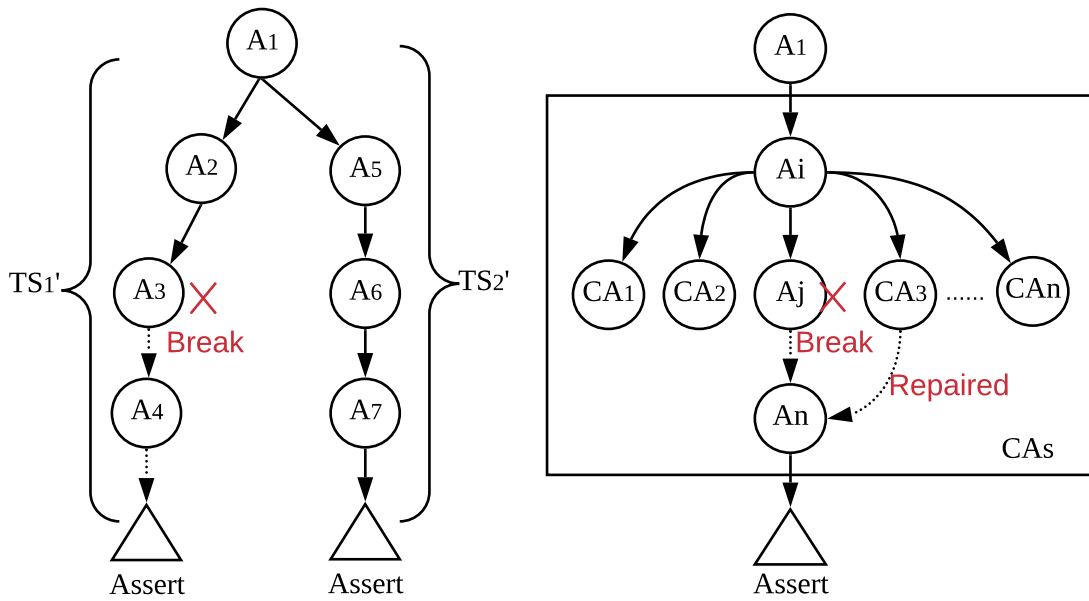 A1
A2
A5
TS1'
A3
Break
A6
TS2'
A4
A7
Assert
Assert
A1
Ai
CA1
CA2
Aj
CA3
......
CAn
Break
Repaired
An
CAs
Assert